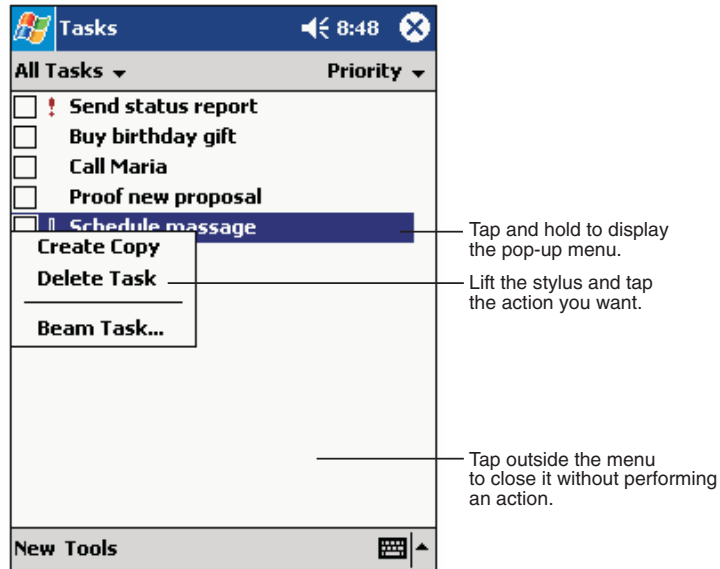 Tasks 8:48
All Tasks Priority
! Send status report
Buy birthday gift
Call Maria
Proof new proposal
Schedule massage
Create Copy
Delete Task
Beam Task...
New Tools
Tap and hold to display
the pop-up menu.
Lift the stylus and tap
the action you want.
Tap outside the menu
to close it without performing
an action.